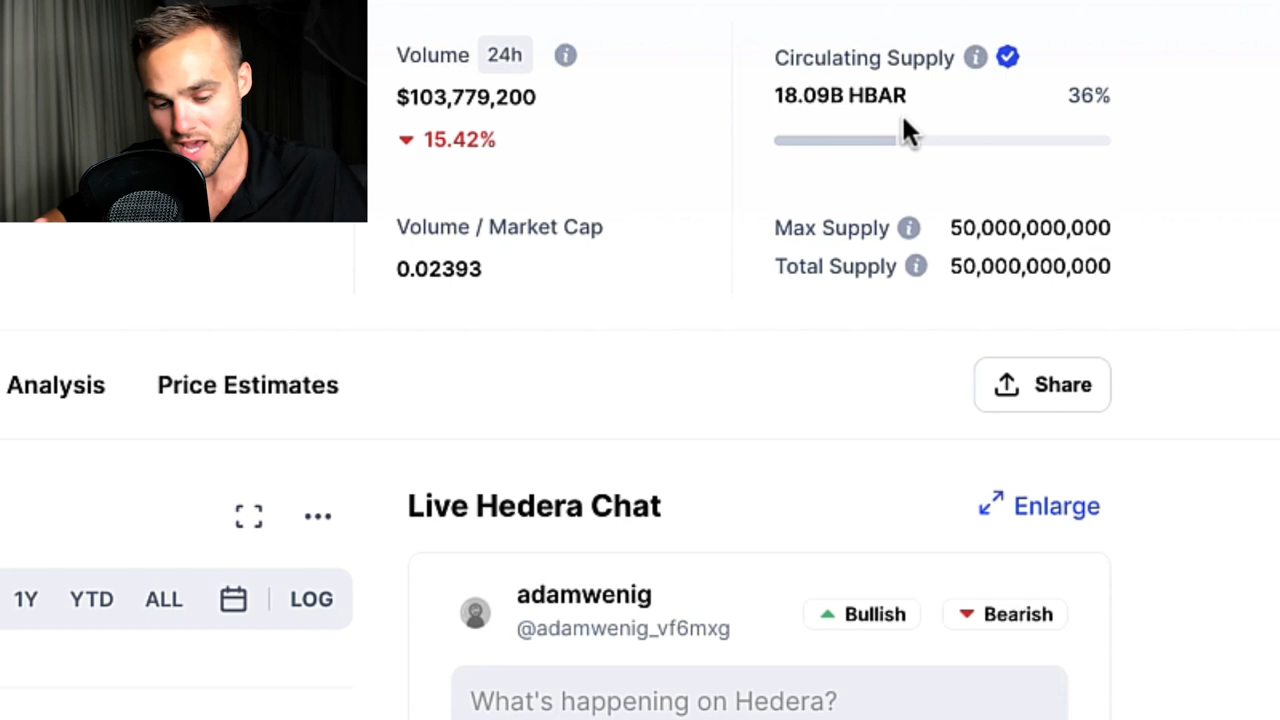 Volume 24h
$103,779,200
15.42%
Volume / Market Cap
0.02393
Circulating Supply
18.09B HBAR 36%
Max Supply 50,000,000,000
Total Supply 50,000,000,000
Analysis Price Estimates
Share
1Y YTD ALL LOG
Live Hedera Chat Enlarge
adamwenig
@adamwenig_vf6mxg
Bullish Bearish
What's happening on Hedera?